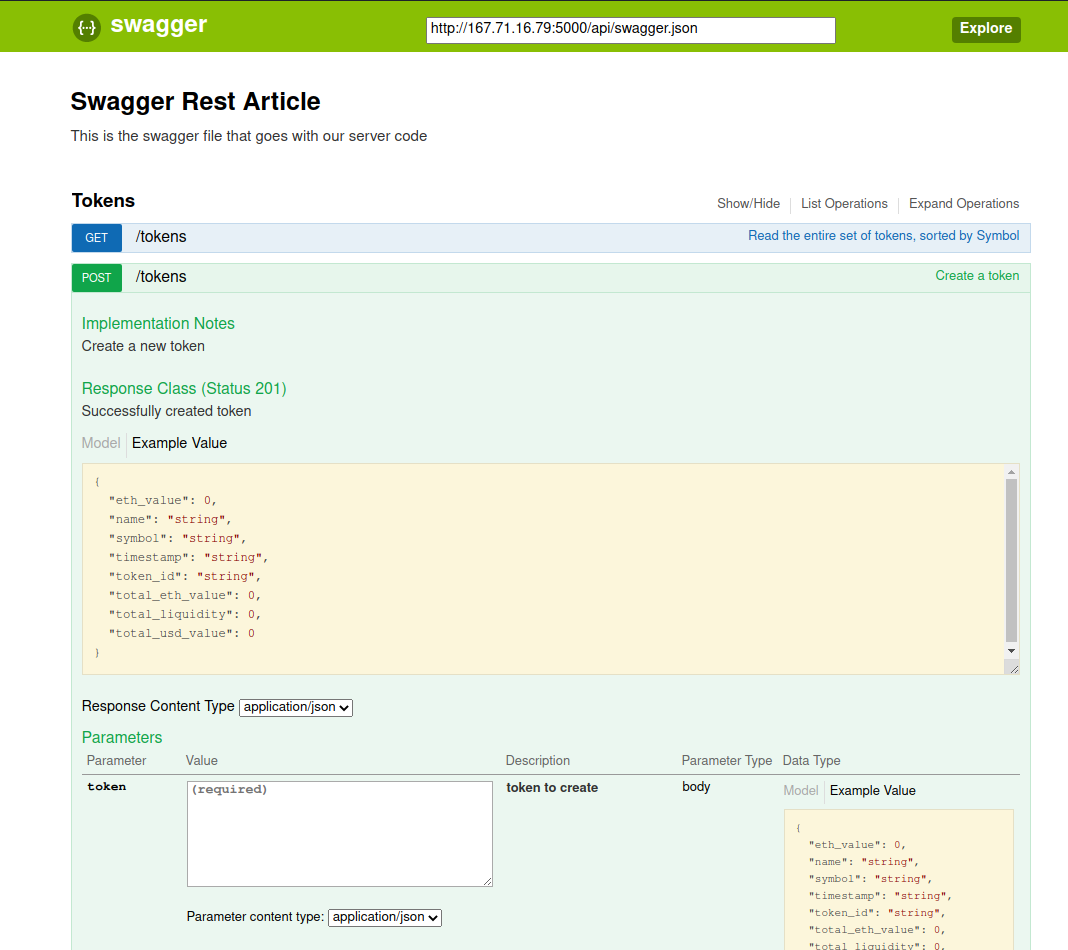 {··} swagger http://167.71.16.79:5000/api/swagger.json Explore
Swagger Rest Article
This is the swagger file that goes with our server code
Tokens Show/Hide List Operations Expand Operations
GET /tokens Read the entire set of tokens, sorted by Symbol
POST /tokens Create a token
Implementation Notes
Create a new token
Response Class (Status 201)
Successfully created token
Model Example Value
{
"eth_value": 0,
"name": "string",
"symbol": "string",
"timestamp": "string",
"token_id": "string",
"total_eth_value": 0,
"total_liquidity": 0,
"total_usd_value": 0
}
Response Content Type application/json
Parameters
Parameter Value Description Parameter Type Data Type
token (required) token to create body Model Example Value
{
"eth_value": 0,
"name": "string",
"symbol": "string",
"timestamp": "string",
"token_id": "string",
"total_eth_value": 0,
"total_liquidity": 0,
Parameter content type: application/json